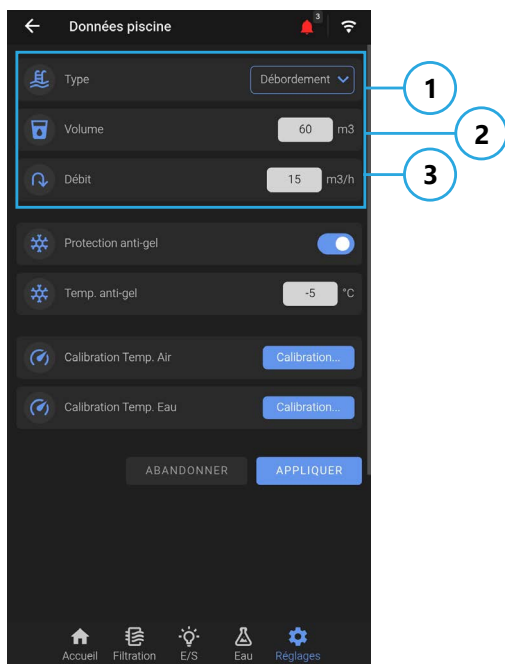 Données piscine
3
Type
Débordement
1
Volume
60 m3
2
Débit
15 m3/h
3
Protection anti-gel
Temp. anti-gel
-5 °C
Calibration Temp. Air
Calibration...
Calibration Temp. Eau
Calibration...
ABANDONNER
APPLIQUER
Accueil
Filtration
E/S
Eau
Réglages